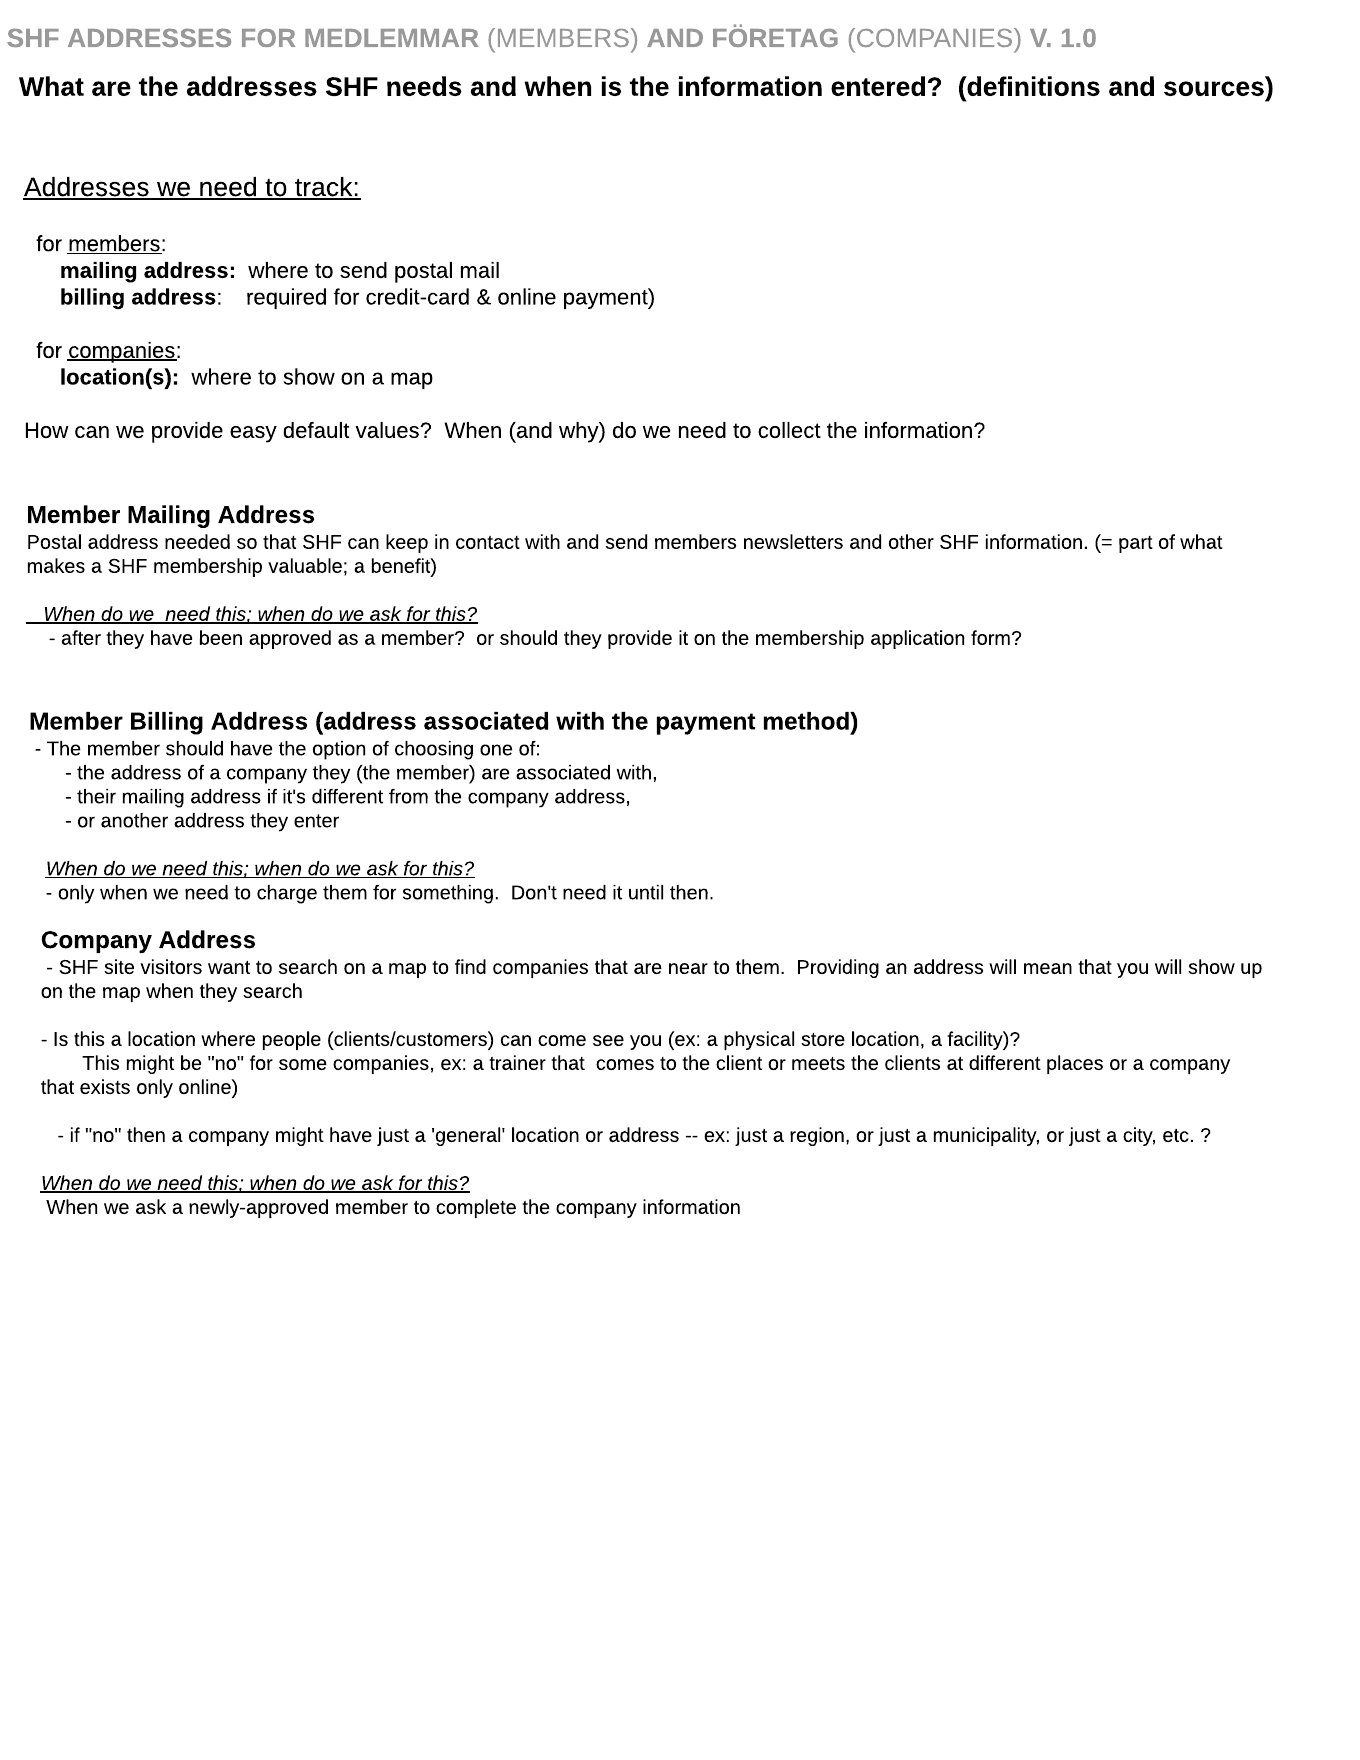 SHF ADDRESSES FOR MEDLEMMAR (MEMBERS) AND FÖRETAG (COMPANIES) V. 1.0
What are the addresses SHF needs and when is the information entered?  (definitions and sources)
Addresses we need to track:
for members:
mailing address:  where to send postal mail
billing address:    required for credit-card & online payment)
for companies:
location(s):  where to show on a map
How can we provide easy default values?  When (and why) do we need to collect the information?
Member Mailing Address
Postal address needed so that SHF can keep in contact with and send members newsletters and other SHF information. (= part of what
makes a SHF membership valuable; a benefit)
When do we  need this; when do we ask for this?
- after they have been approved as a member?  or should they provide it on the membership application form?
Member Billing Address (address associated with the payment method)
- The member should have the option of choosing one of:
- the address of a company they (the member) are associated with,
- their mailing address if it's different from the company address,
- or another address they enter
When do we need this; when do we ask for this?
- only when we need to charge them for something.  Don't need it until then.
Company Address
- SHF site visitors want to search on a map to find companies that are near to them.  Providing an address will mean that you will show up
on the map when they search
- Is this a location where people (clients/customers) can come see you (ex: a physical store location, a facility)?
This might be "no" for some companies, ex: a trainer that  comes to the client or meets the clients at different places or a company
that exists only online)
- if "no" then a company might have just a 'general' location or address -- ex: just a region, or just a municipality, or just a city, etc. ?
When do we need this; when do we ask for this?
When we ask a newly-approved member to complete the company information